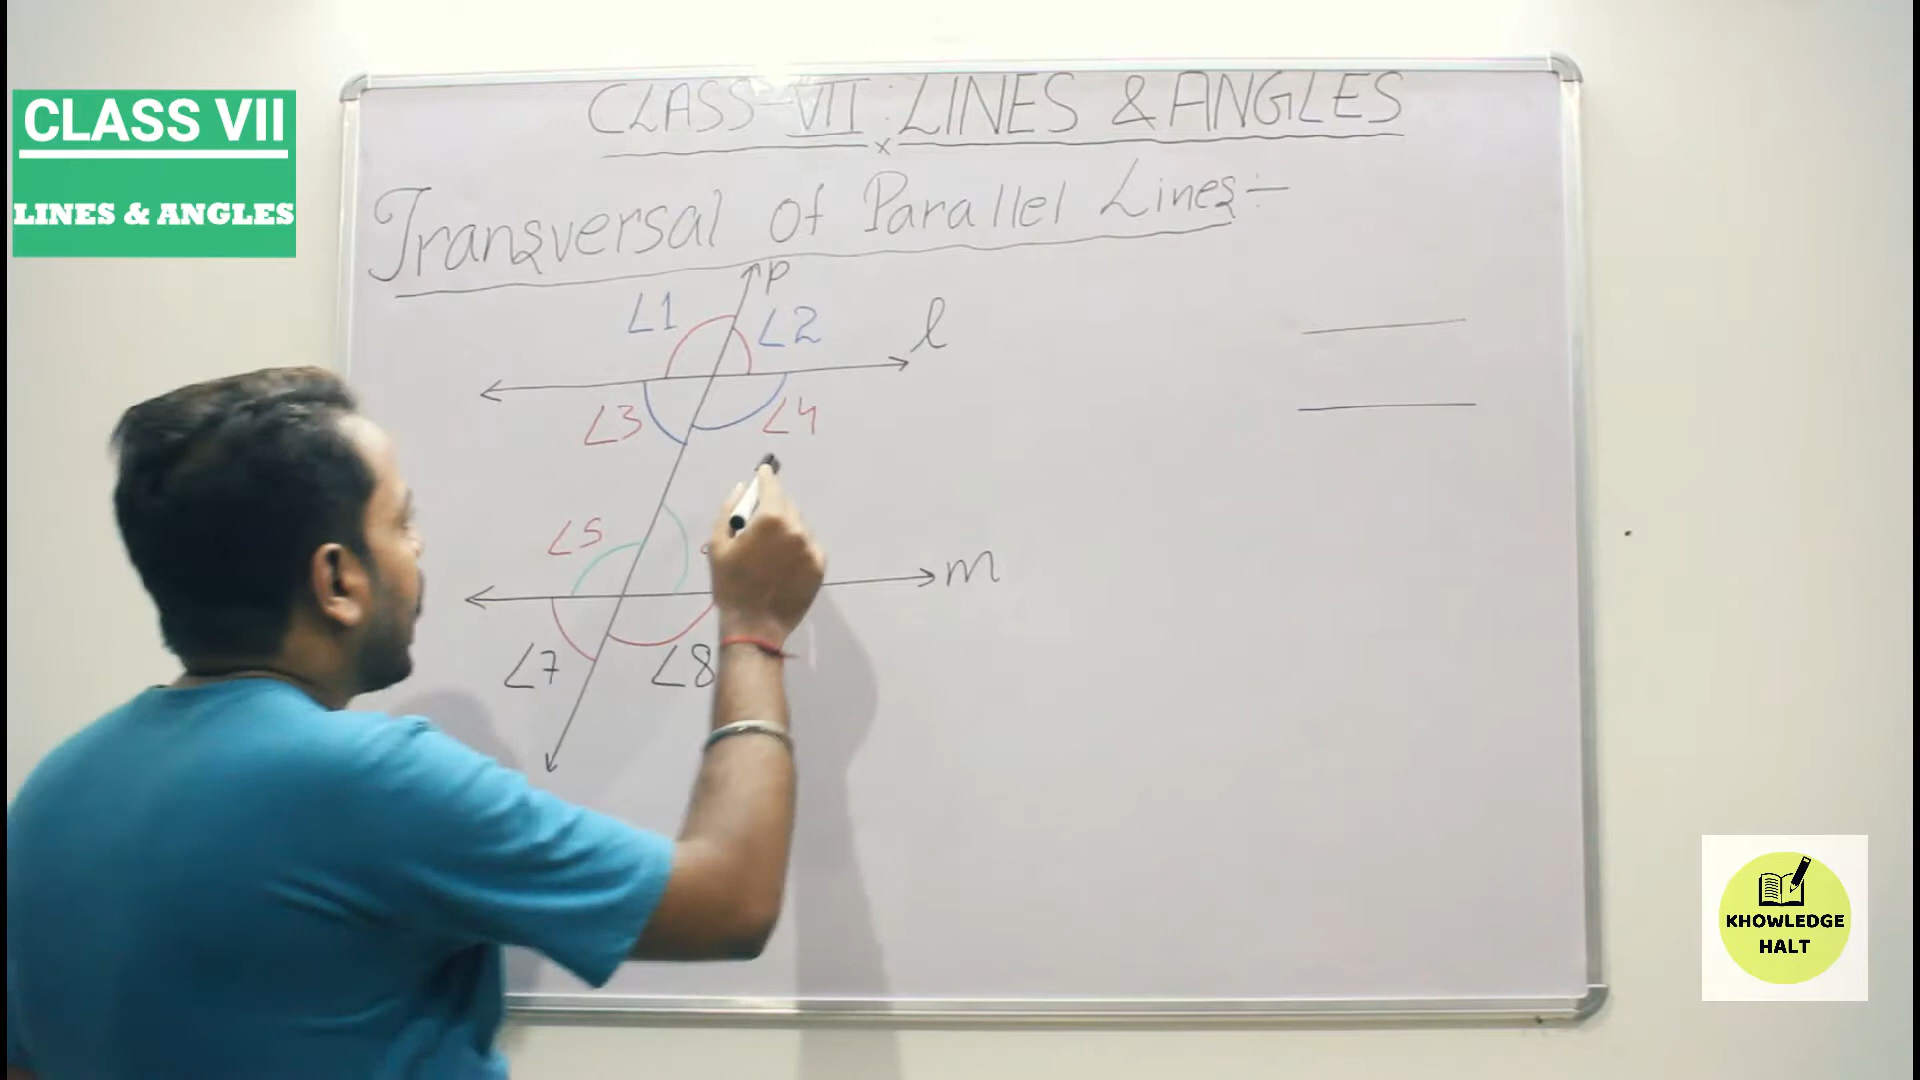 CLASS VII
LINES & ANGLES
CLASS-VII : LINES & ANGLES
x
Transversal Of Parallel Lines:-
p
∠1
∠2
l
∠3
∠4
∠5
m
∠7
∠8
KHOWLEDGE
HALT